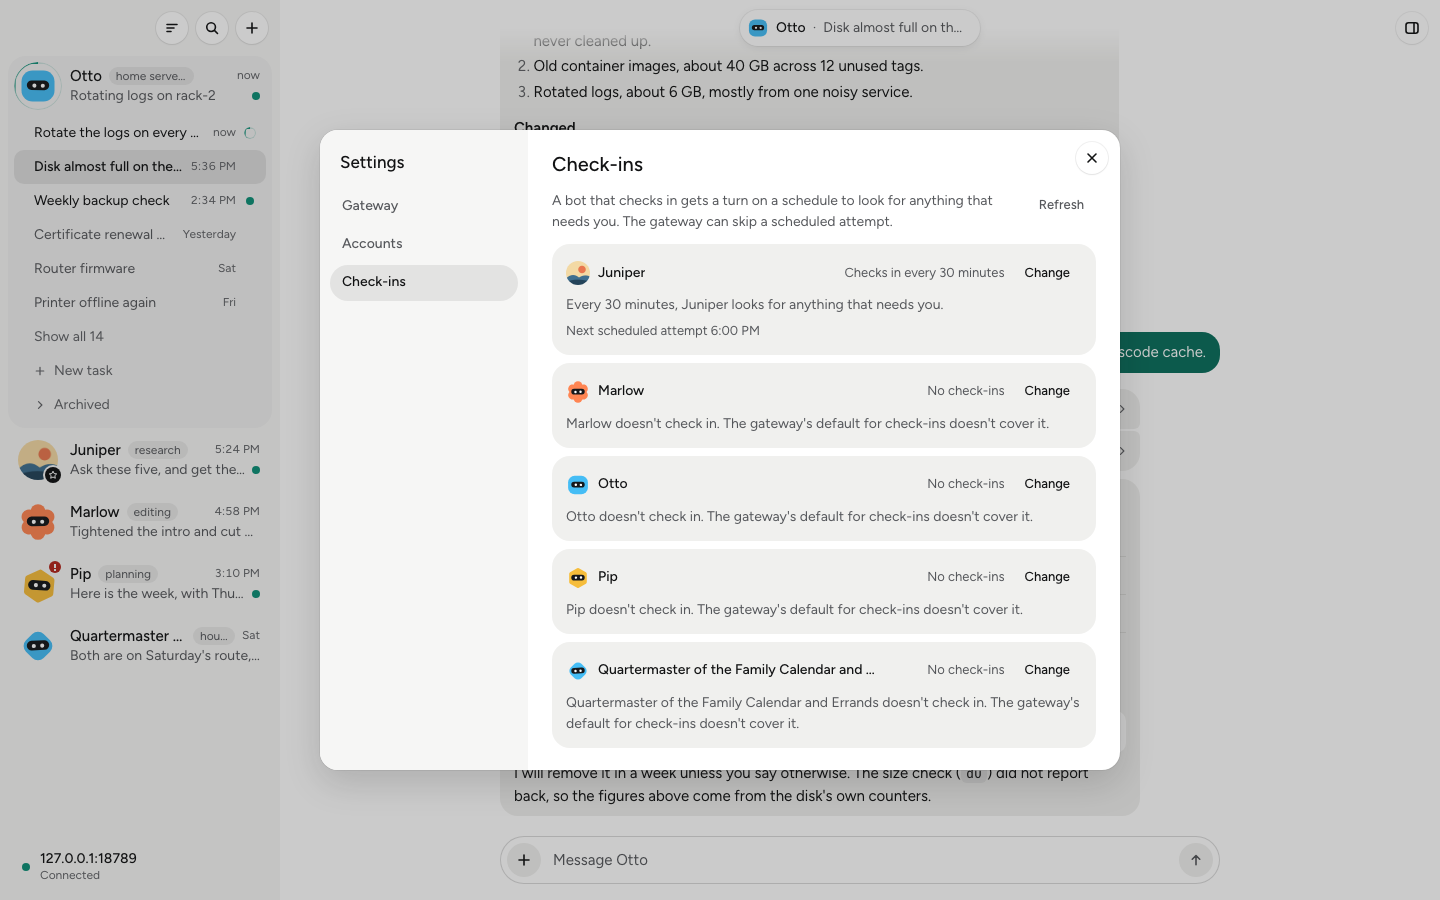 Otto home serve... now
Rotating logs on rack-2
Rotate the logs on every ... now
Disk almost full on the... 5:36 PM
Weekly backup check 2:34 PM
Certificate renewal ... Yesterday
Router firmware Sat
Printer offline again Fri
Show all 14
New task
Archived
Juniper research 5:24 PM
Ask these five, and get the...
Marlow editing 4:58 PM
Tightened the intro and cut ...
Pip planning 3:10 PM
Here is the week, with Thu...
Quartermaster ... hou... Sat
Both are on Saturday's route,...
127.0.0.1:18789
Connected
Otto · Disk almost full on th...
never cleaned up.
2. Old container images, about 40 GB across 12 unused tags.
3. Rotated logs, about 6 GB, mostly from one noisy service.
Changed
scode cache.
Settings
Gateway
Accounts
Check-ins
Check-ins
A bot that checks in gets a turn on a schedule to look for anything that
needs you. The gateway can skip a scheduled attempt.
Refresh
Juniper Checks in every 30 minutes Change
Every 30 minutes, Juniper looks for anything that needs you.
Next scheduled attempt 6:00 PM
Marlow No check-ins Change
Marlow doesn't check in. The gateway's default for check-ins doesn't cover it.
Otto No check-ins Change
Otto doesn't check in. The gateway's default for check-ins doesn't cover it.
Pip No check-ins Change
Pip doesn't check in. The gateway's default for check-ins doesn't cover it.
Quartermaster of the Family Calendar and ... No check-ins Change
Quartermaster of the Family Calendar and Errands doesn't check in. The gateway's
default for check-ins doesn't cover it.
I will remove it in a week unless you say otherwise. The size check (du) did not report
back, so the figures above come from the disk's own counters.
Message Otto